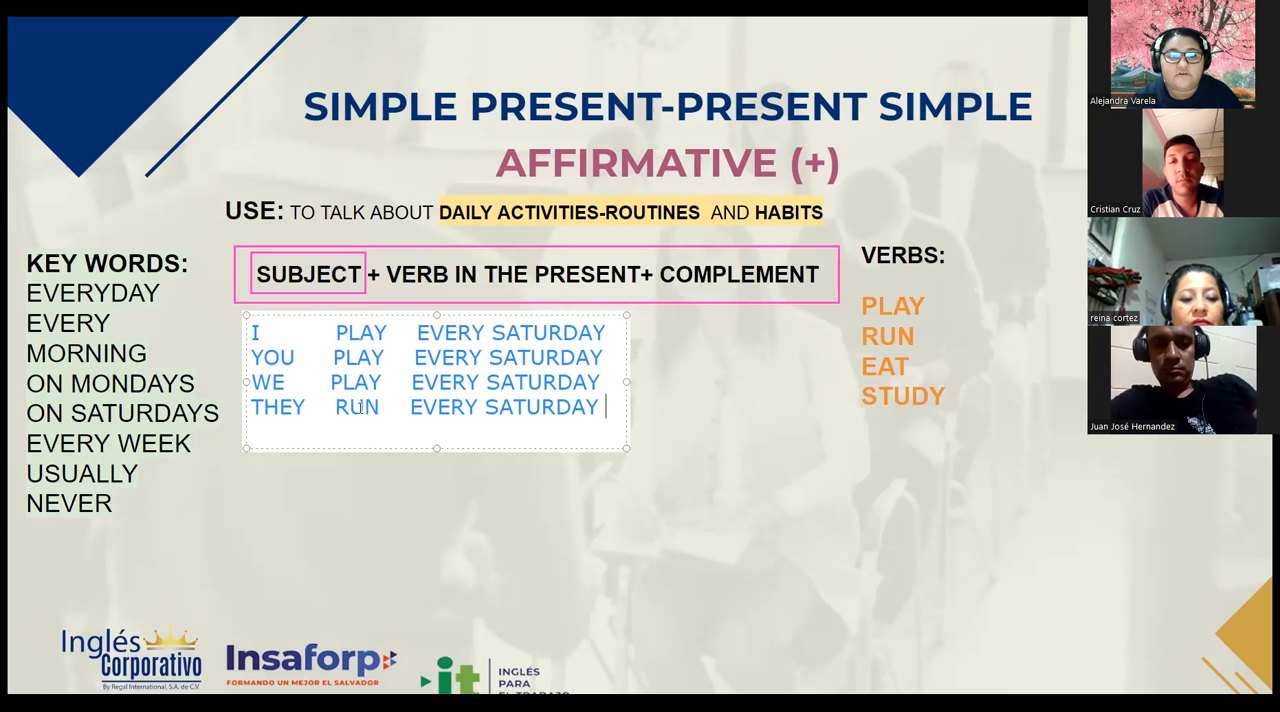 SIMPLE PRESENT-PRESENT SIMPLE
AFFIRMATIVE (+)
USE: TO TALK ABOUT DAILY ACTIVITIES-ROUTINES AND HABITS
KEY WORDS:
EVERYDAY
EVERY
MORNING
ON MONDAYS
ON SATURDAYS
EVERY WEEK
USUALLY
NEVER
SUBJECT + VERB IN THE PRESENT+ COMPLEMENT
I PLAY EVERY SATURDAY
YOU PLAY EVERY SATURDAY
WE PLAY EVERY SATURDAY
THEY RUN EVERY SATURDAY
VERBS:
PLAY
RUN
EAT
STUDY
Alejandra Varela
Cristian Cruz
reina cortez
Juan José Hernandez
Inglés
Corporativo
By Regal International, S.A. de C.V.
Insaforp
FORMANDO UN MEJOR EL SALVADOR
it
INGLÉS
PARA
EL TRABAJO